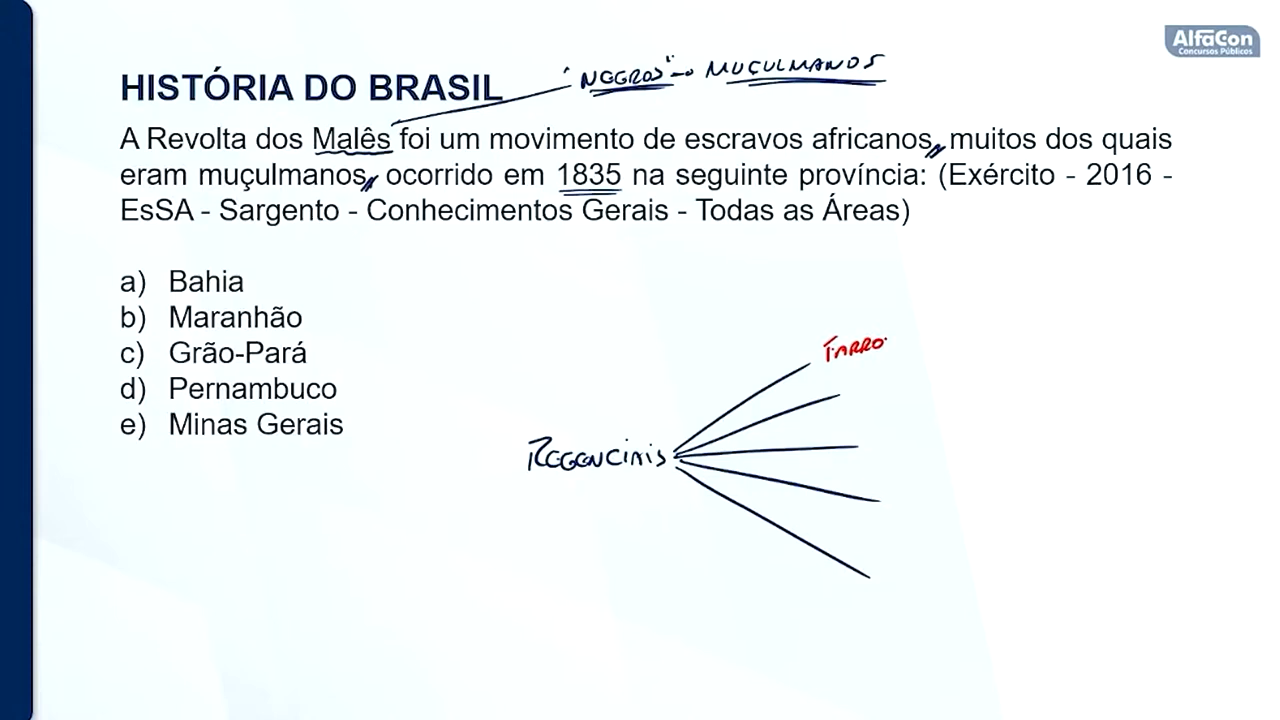 AlfaCon
Concursos Públicos
"NEGROS" → MUÇULMANOS
HISTÓRIA DO BRASIL
A Revolta dos Malês foi um movimento de escravos africanos, muitos dos quais
eram muçulmanos, ocorrido em 1835 na seguinte província: (Exército - 2016 -
EsSA - Sargento - Conhecimentos Gerais - Todas as Áreas)
a) Bahia
b) Maranhão
c) Grão-Pará
d) Pernambuco
e) Minas Gerais
FARRO
REGENCIAIS